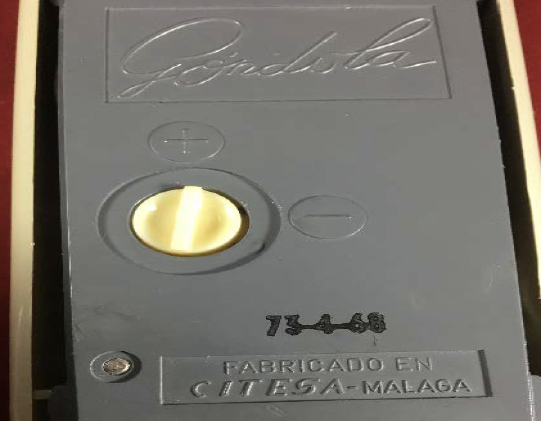 Góndola
+
-
73-4-68
FABRICADO EN
CITESA-MALAGA